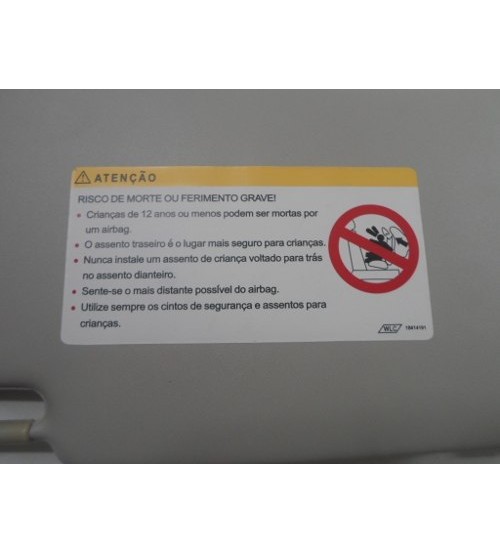 ATENÇÃO
RISCO DE MORTE OU FERIMENTO GRAVE!
• Crianças de 12 anos ou menos podem ser mortas por
um airbag.
• O assento traseiro é o lugar mais seguro para crianças.
• Nunca instale um assento de criança voltado para trás
no assento dianteiro.
• Sente-se o mais distante possível do airbag.
• Utilize sempre os cintos de segurança e assentos para
crianças.
WLC 15814191